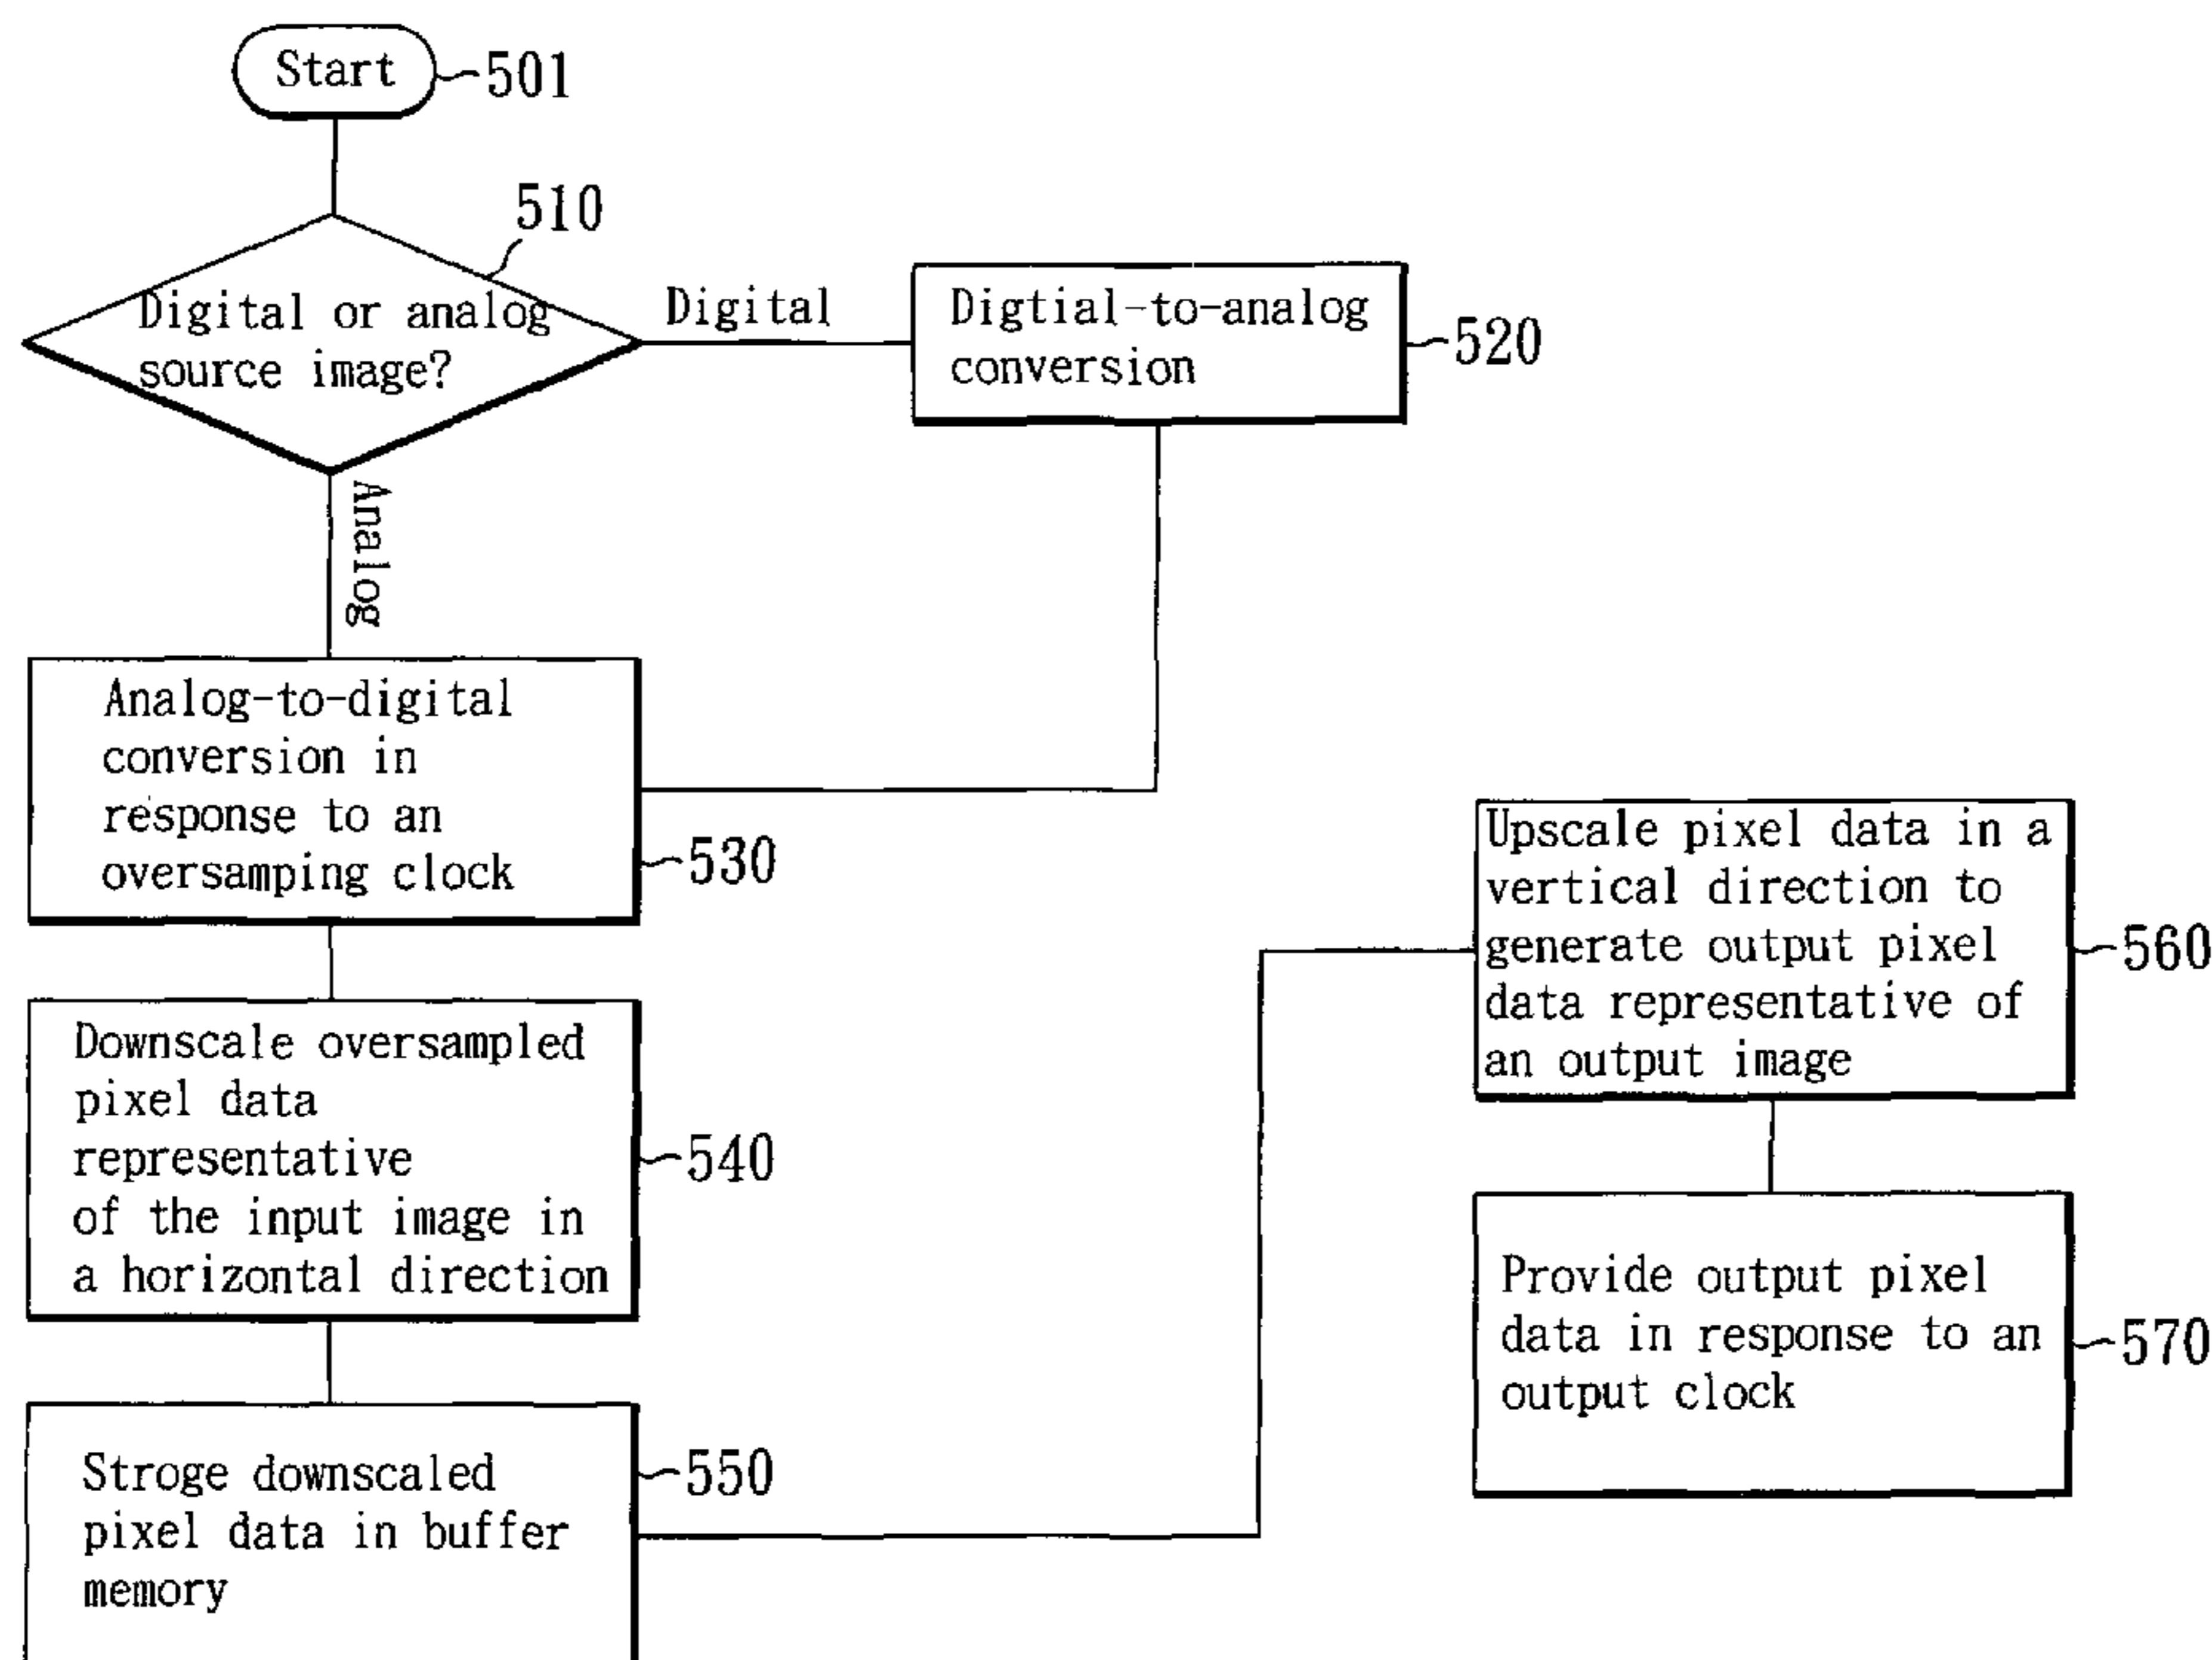 Start
501
510
Digital or analog
source image?
Digital
Digtial-to-analog
conversion
520
Analog
Analog-to-digital
conversion in
response to an
oversamping clock
530
Downscale oversampled
pixel data
representative
of the input image in
a horizontal direction
540
Stroge downscaled
pixel data in buffer
memory
550
Upscale pixel data in a
vertical direction to
generate output pixel
data representative of
an output image
560
Provide output pixel
data in response to an
output clock
570